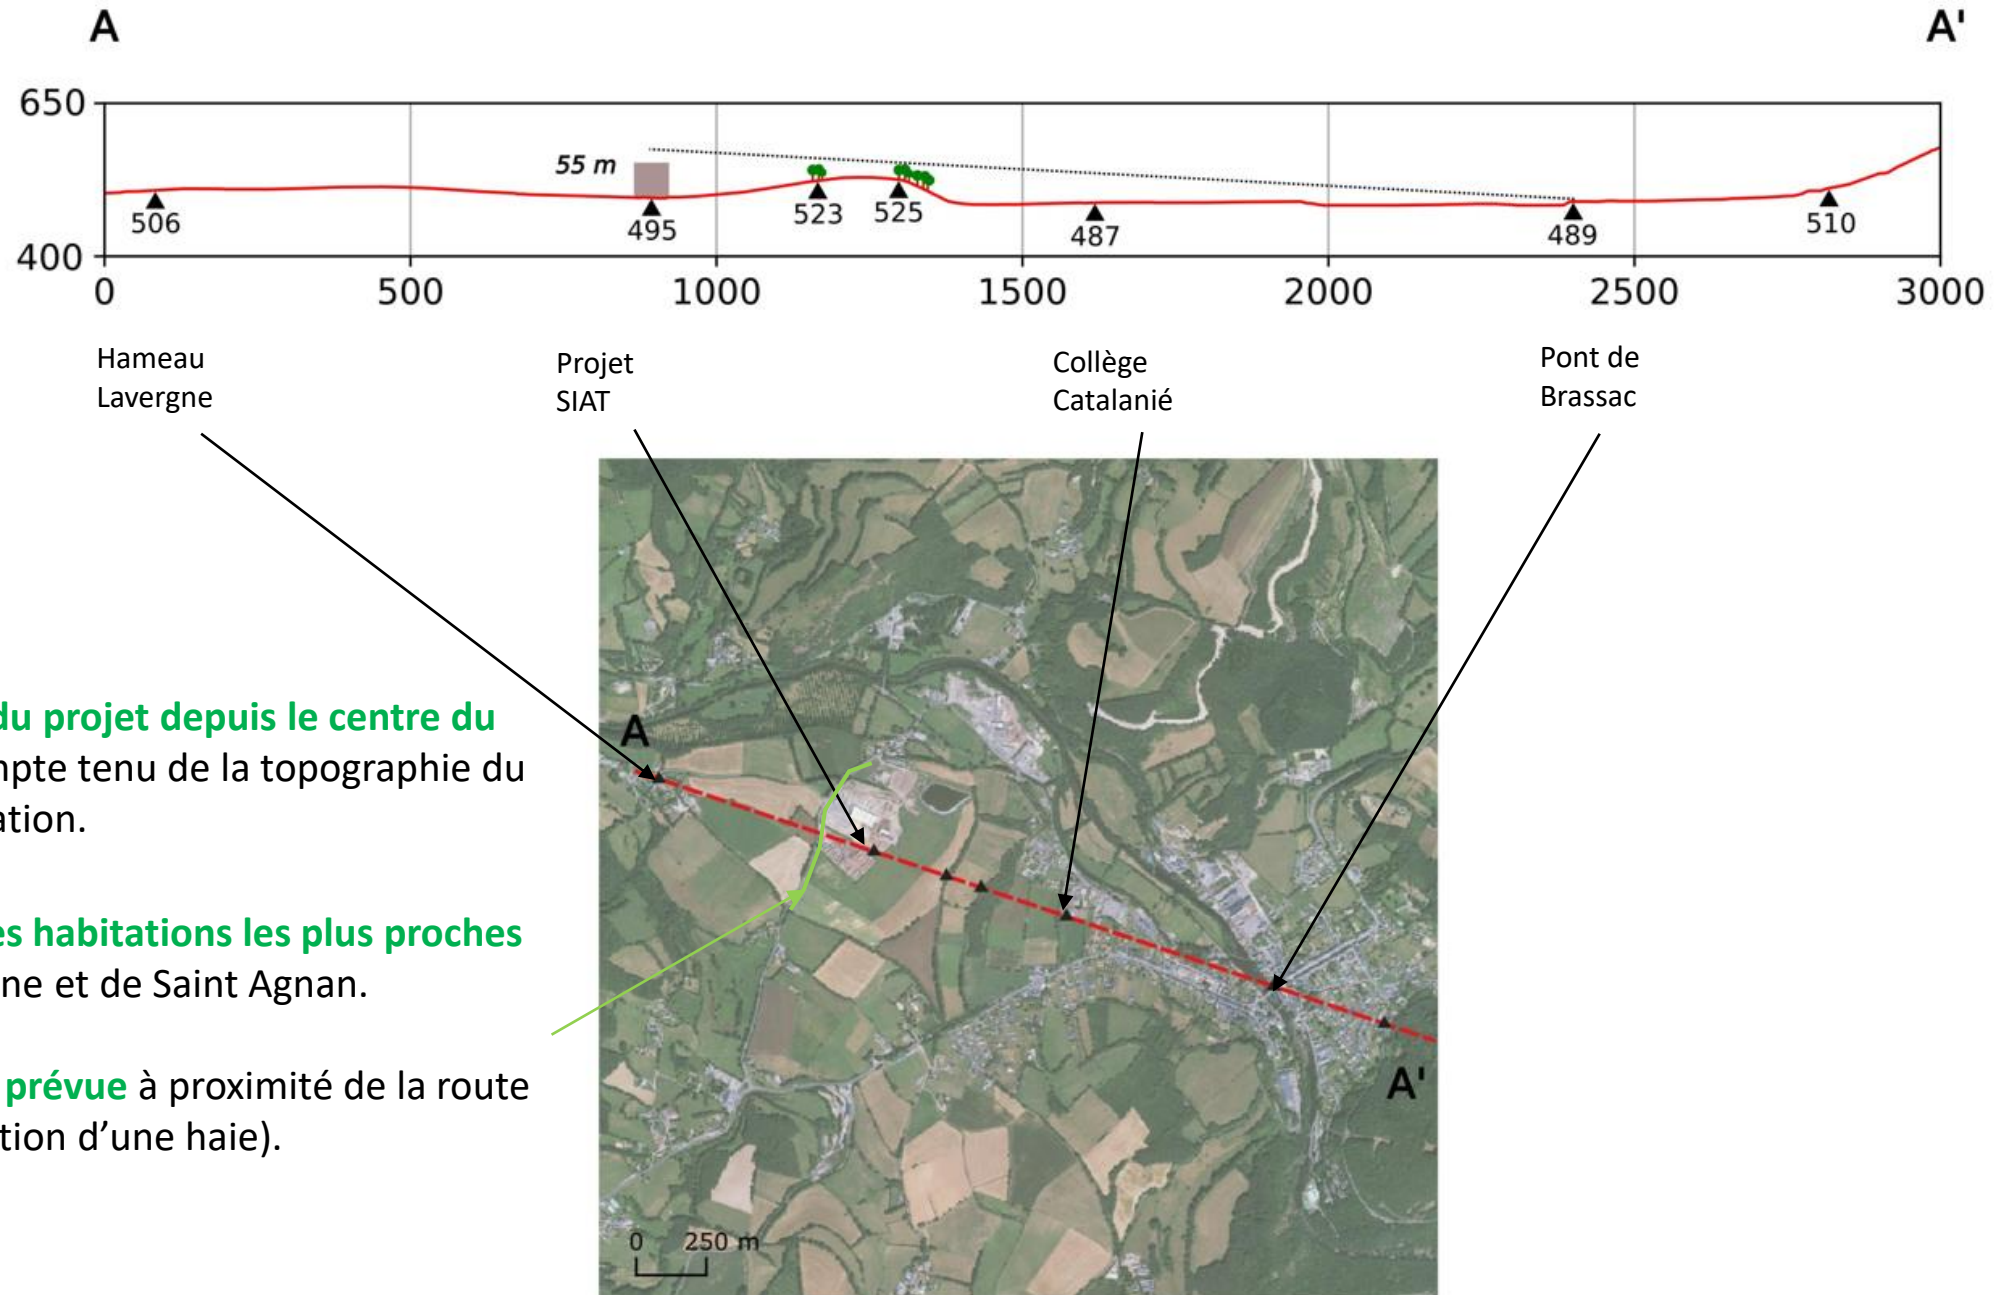 A
A'
650
55 m
506
495
523
525
487
489
510
400
0
500
1000
1500
2000
2500
3000
Hameau
Lavergne
Projet
SIAT
Collège
Catalanié
Pont de
Brassac
A
du projet depuis le centre du
mpte tenu de la topographie du
ation.
es habitations les plus proches
ne et de Saint Agnan.
A'
prévue à proximité de la route
tion d'une haie).
0 250 m